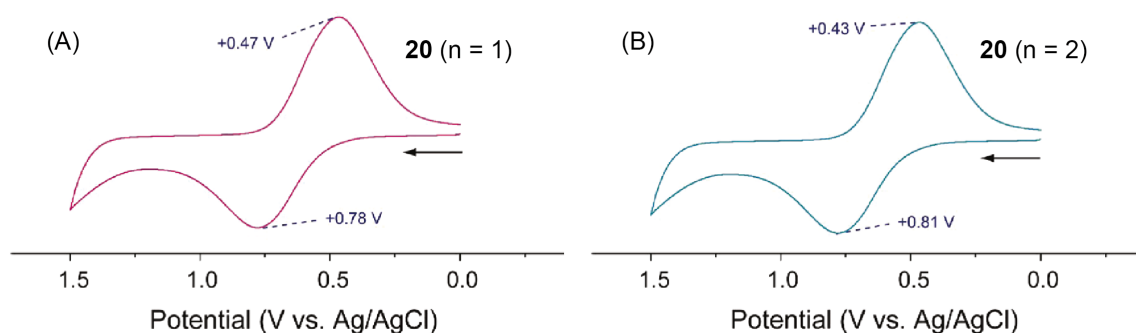 (A)
+0.47 V
20 (n = 1)
+0.78 V
1.5 1.0 0.5 0.0
Potential (V vs. Ag/AgCl)
(B)
+0.43 V
20 (n = 2)
+0.81 V
1.5 1.0 0.5 0.0
Potential (V vs. Ag/AgCl)